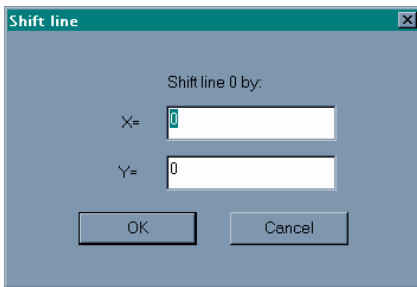 Shift line
Shift line 0 by:
X= 0
Y= 0
OK Cancel